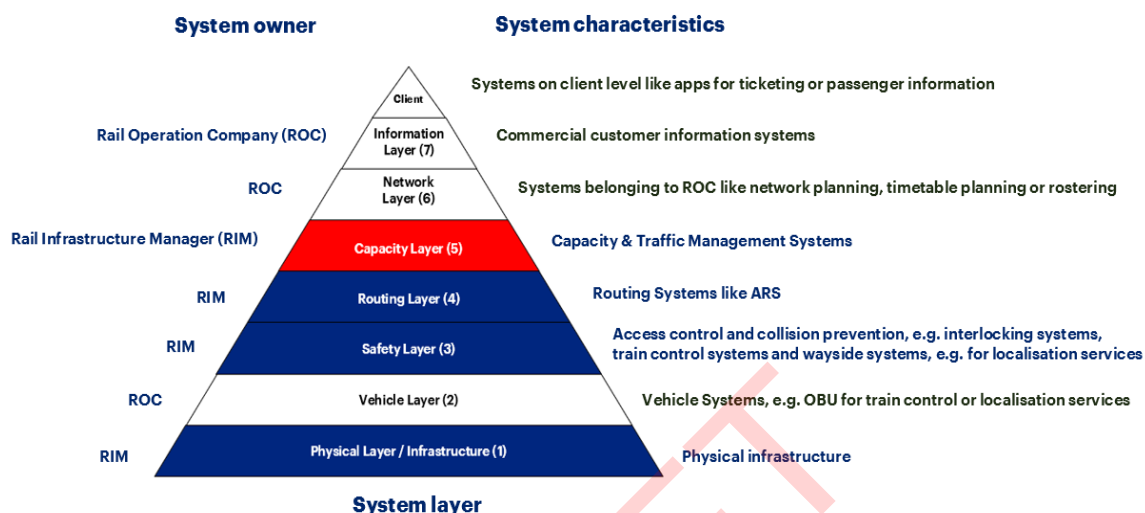 System owner
System characteristics
Client
Systems on client level like apps for ticketing or passenger information
Rail Operation Company (ROC)
Information
Layer (7)
Commercial customer information systems
ROC
Network
Layer (6)
Systems belonging to ROC like network planning, timetable planning or rostering
Rail Infrastructure Manager (RIM)
Capacity Layer (5)
Capacity & Traffic Management Systems
RIM
Routing Layer (4)
Routing Systems like ARS
RIM
Safety Layer (3)
Access control and collision prevention, e.g. interlocking systems,
train control systems and wayside systems, e.g. for localisation services
ROC
Vehicle Layer (2)
Vehicle Systems, e.g. OBU for train control or localisation services
RIM
Physical Layer / Infrastructure (1)
Physical infrastructure
System layer